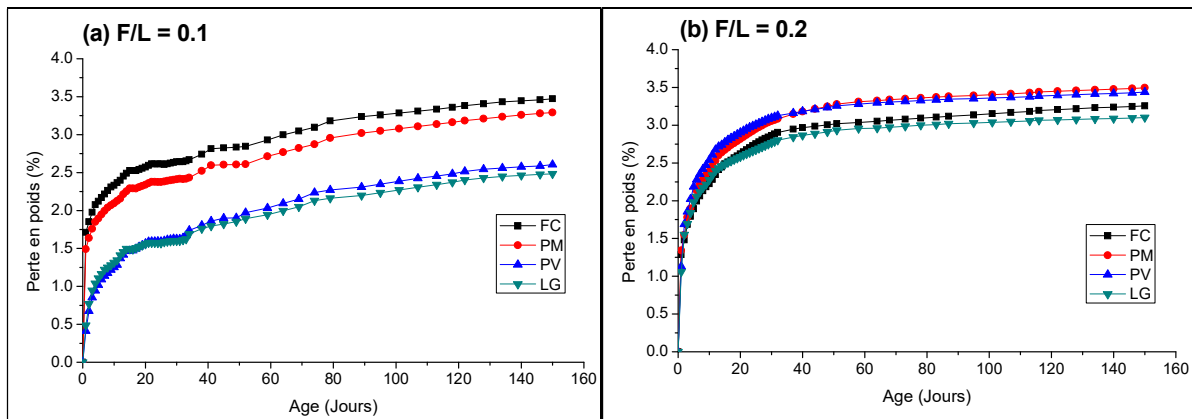 (a) F/L = 0.1
4.0
3.5
3.0
2.5
2.0
1.5
1.0
0.5
0.0
Perte en poids (%)
FC
PM
PV
LG
0 20 40 60 80 100 120 140 160
Age (Jours)
(b) F/L = 0.2
4.0
3.5
3.0
2.5
2.0
1.5
1.0
0.5
0.0
Perte en poids (%)
FC
PM
PV
LG
0 20 40 60 80 100 120 140 160
Age (Jours)